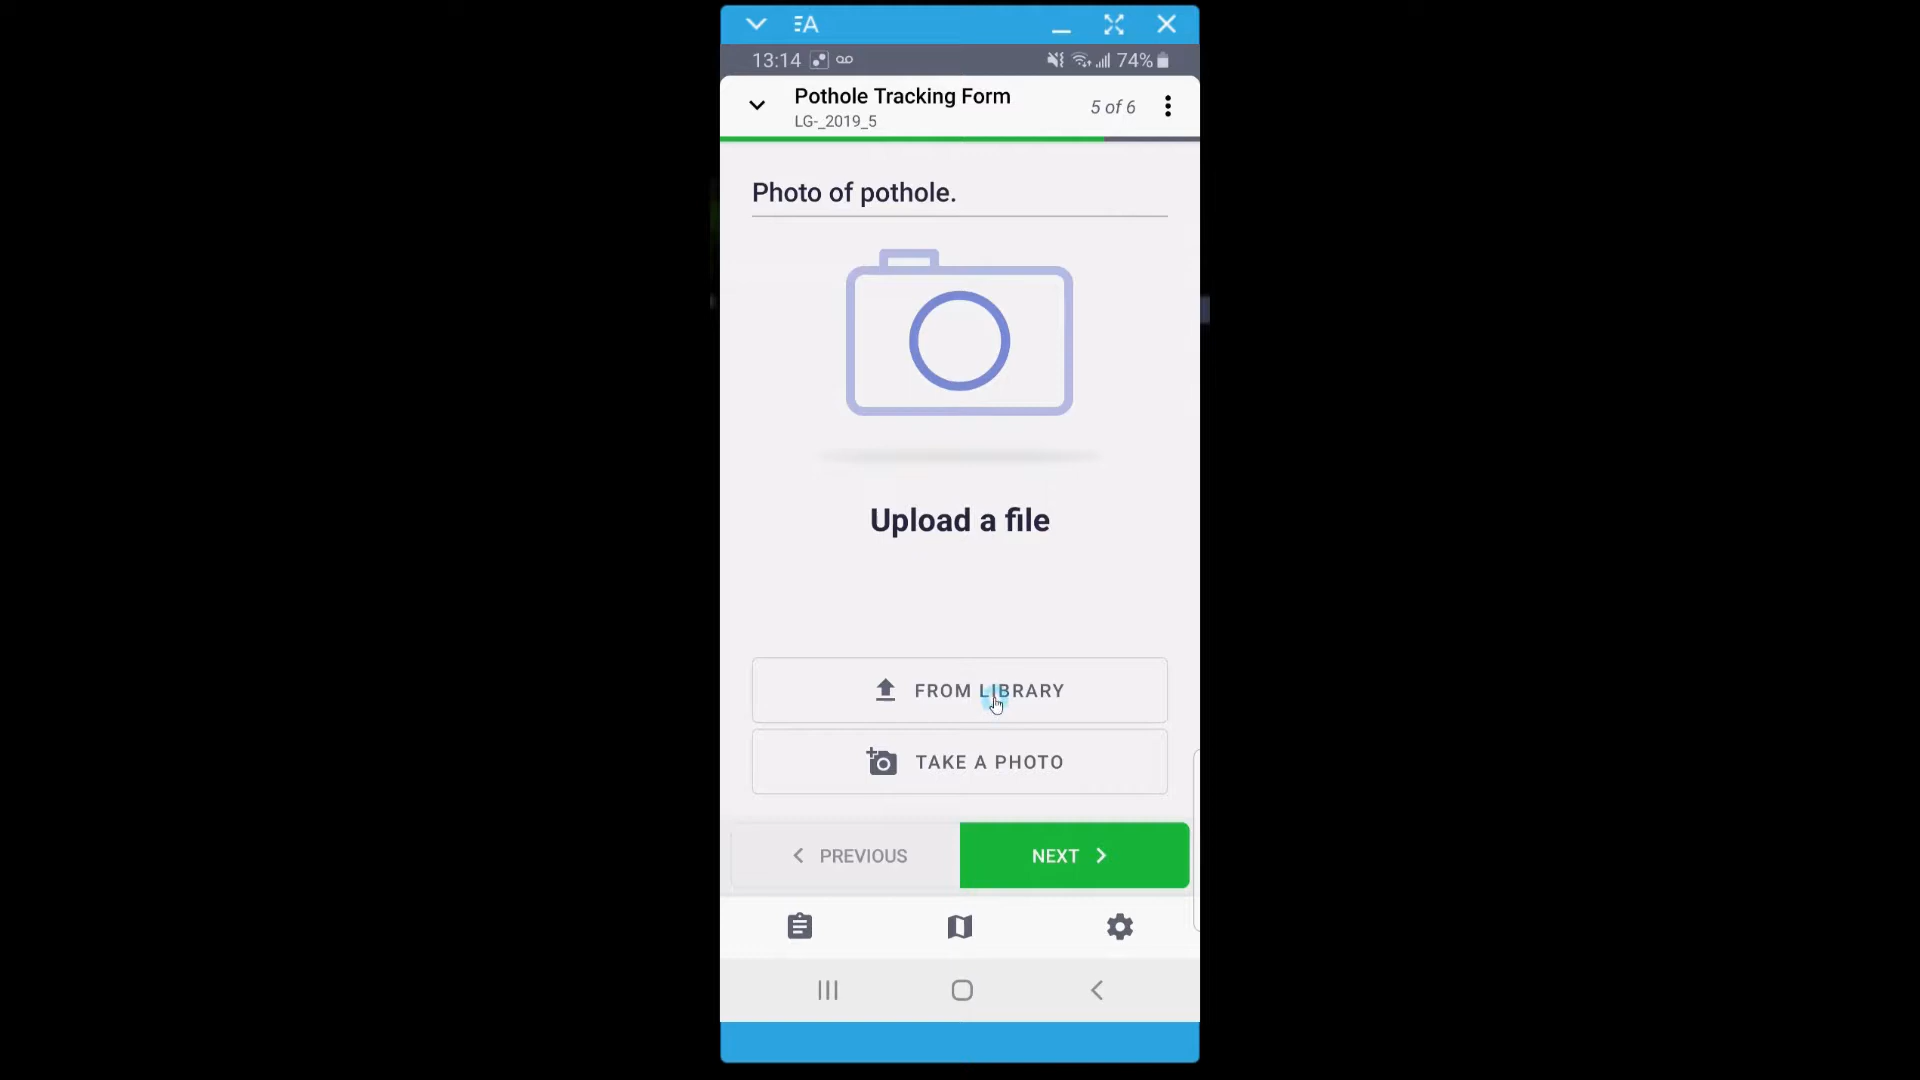 13:14
74%
Pothole Tracking Form
5 of 6
LG-_2019_5
Photo of pothole.
Upload a file
FROM LIBRARY
TAKE A PHOTO
PREVIOUS
NEXT